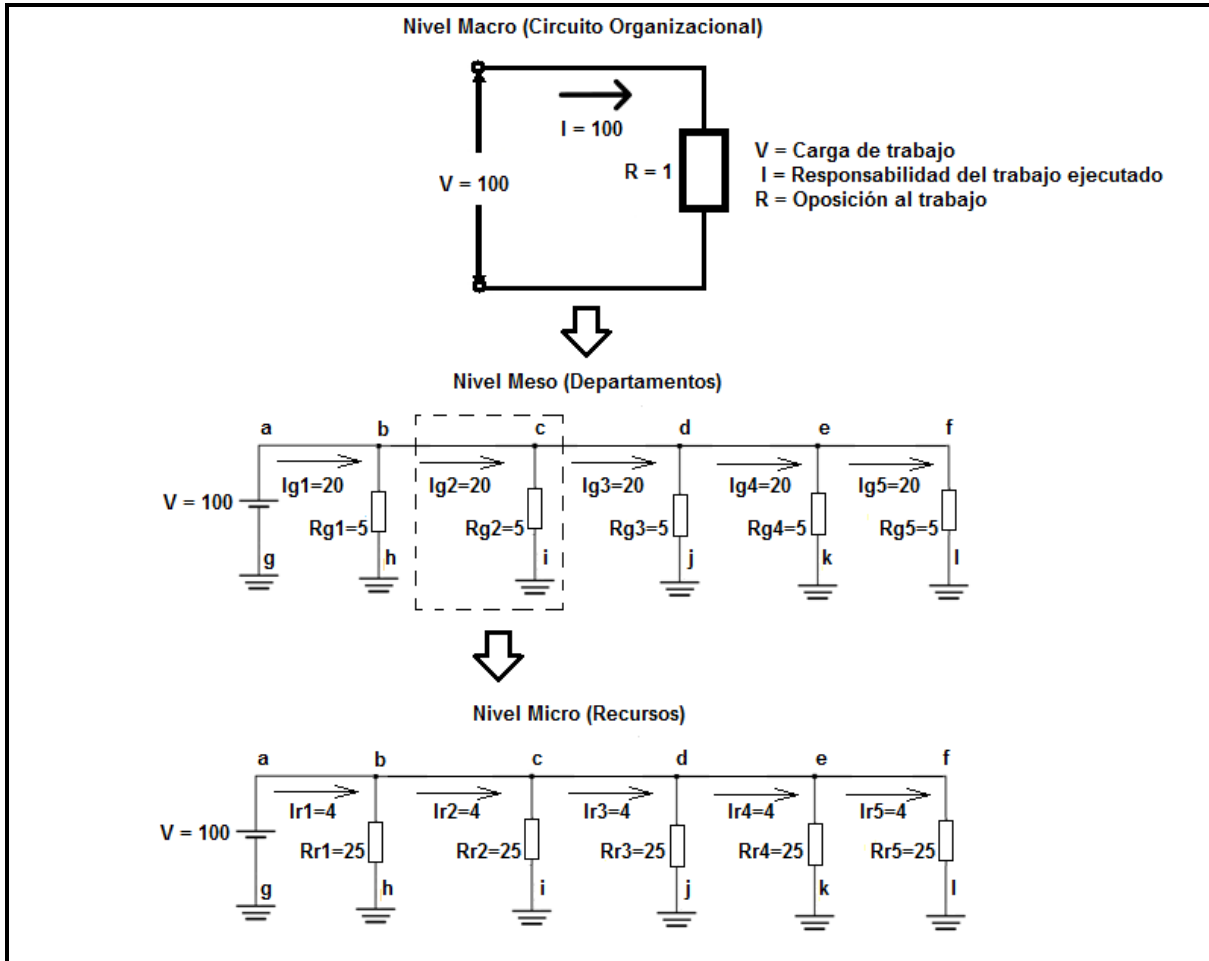 Nivel Macro (Circuito Organizacional)
I = 100
V = 100
R = 1
V = Carga de trabajo
I = Responsabilidad del trabajo ejecutado
R = Oposición al trabajo
Nivel Meso (Departamentos)
a b c d e f
Ig1=20 Ig2=20 Ig3=20 Ig4=20 Ig5=20
V = 100
Rg1=5 Rg2=5 Rg3=5 Rg4=5 Rg5=5
g h i j k l
Nivel Micro (Recursos)
a b c d e f
Ir1=4 Ir2=4 Ir3=4 Ir4=4 Ir5=4
V = 100
Rr1=25 Rr2=25 Rr3=25 Rr4=25 Rr5=25
g h i j k l